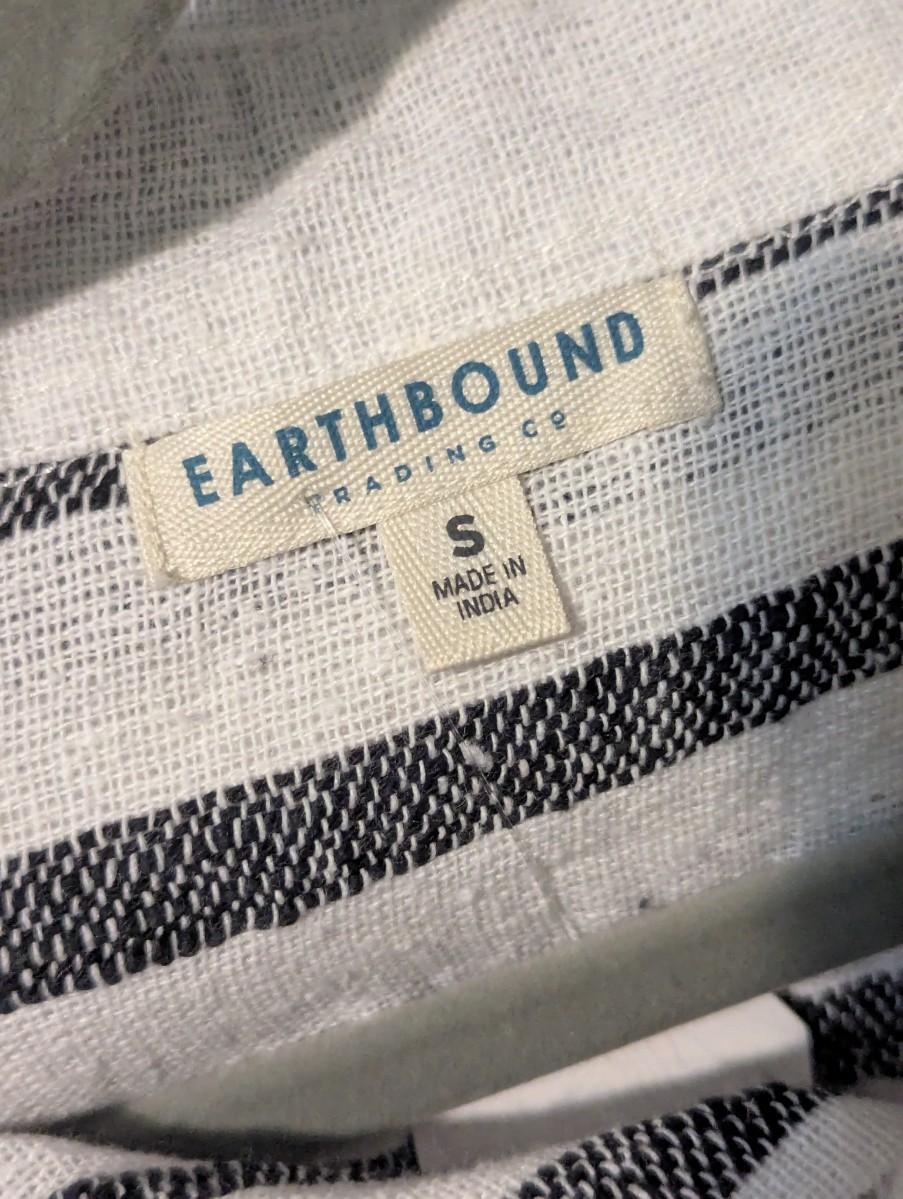 EARTHBOUND
TRADING Cº
S
MADE IN
INDIA